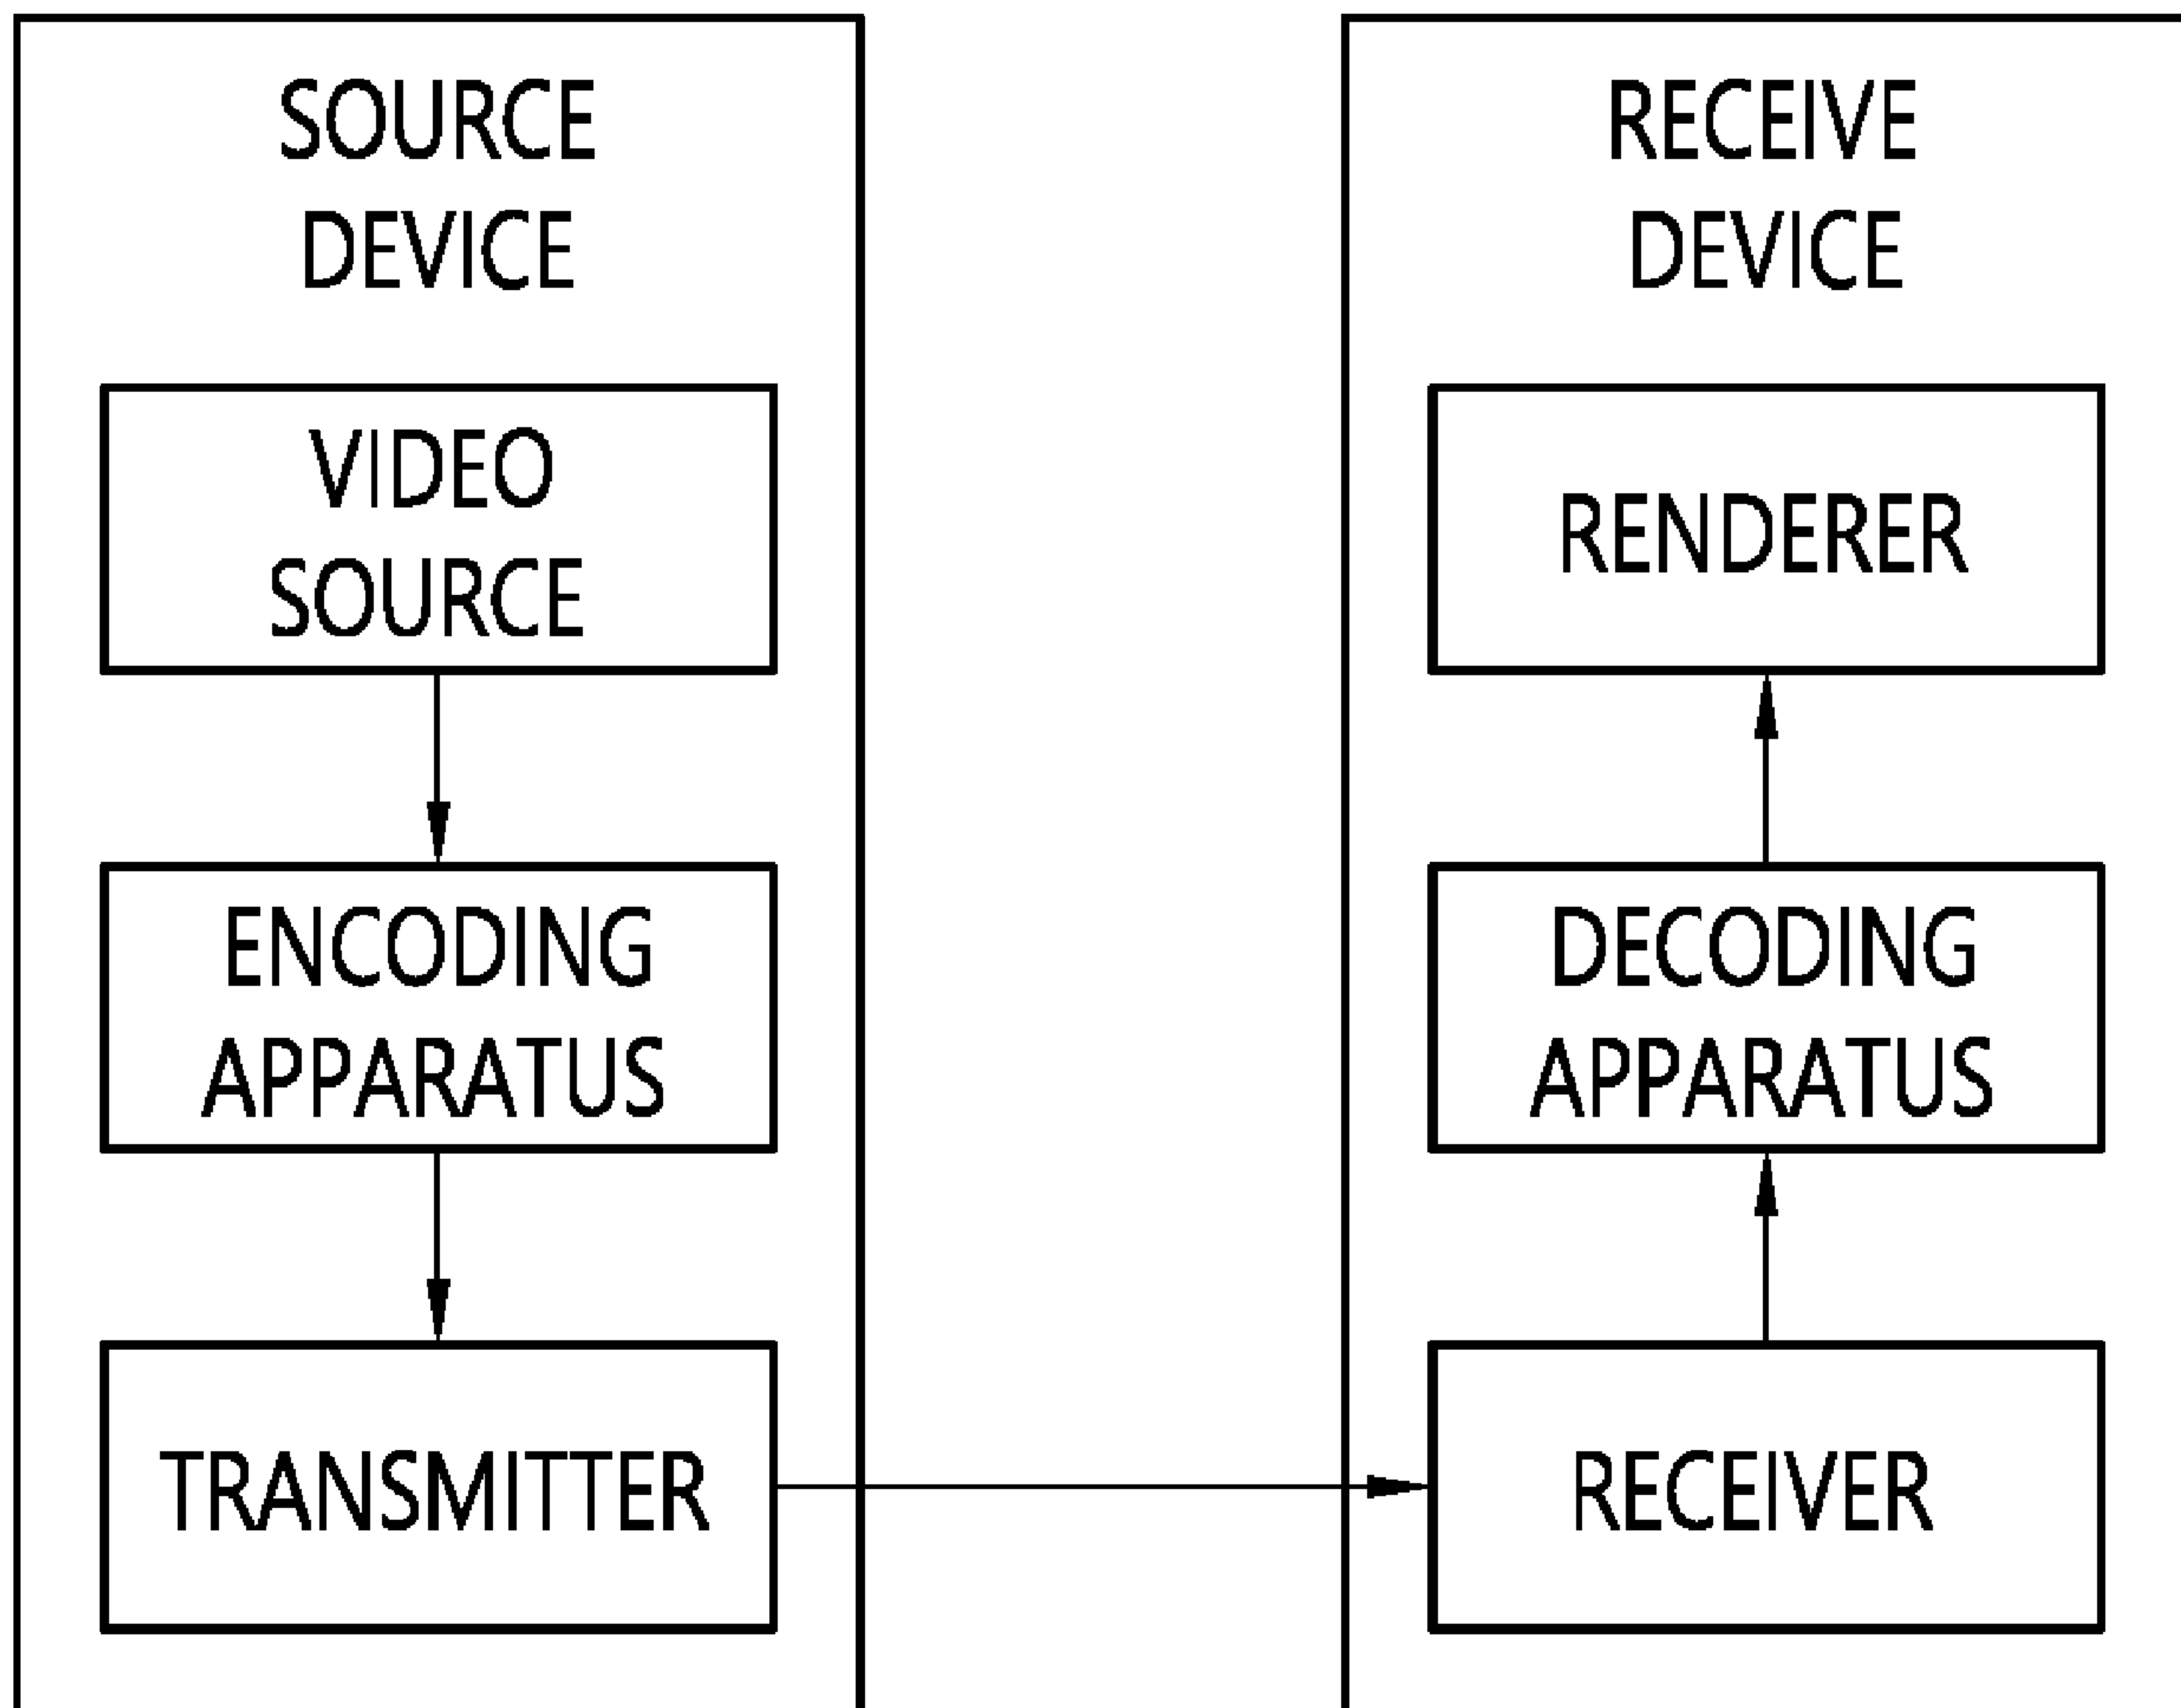 SOURCE
DEVICE
VIDEO
SOURCE
ENCODING
APPARATUS
TRANSMITTER
RECEIVE
DEVICE
RENDERER
DECODING
APPARATUS
RECEIVER